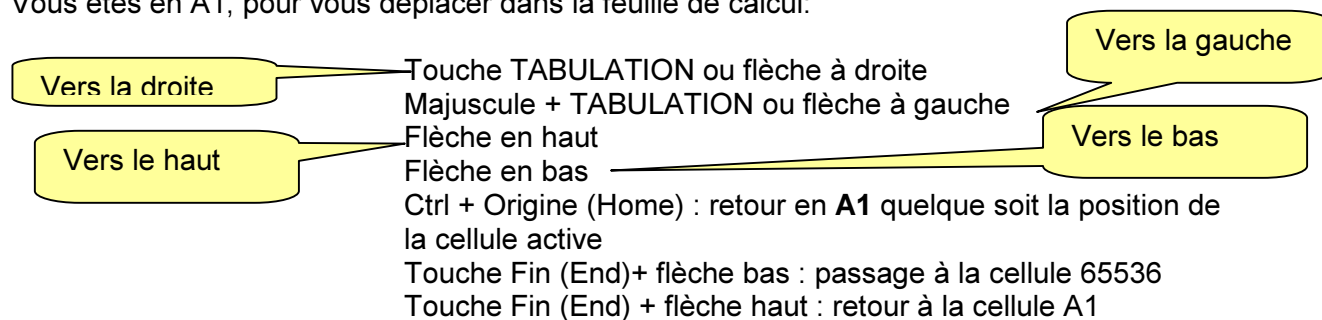 Vous êtes en A1, pour vous déplacer dans la feuille de calcul:
Vers la gauche
Touche TABULATION ou flèche à droite
Vers la droite
Majuscule + TABULATION ou flèche à gauche
Flèche en haut
Vers le bas
Vers le haut
Flèche en bas
Ctrl + Origine (Home) : retour en A1 quelque soit la position de
la cellule active
Touche Fin (End)+ flèche bas : passage à la cellule 65536
Touche Fin (End) + flèche haut : retour à la cellule A1